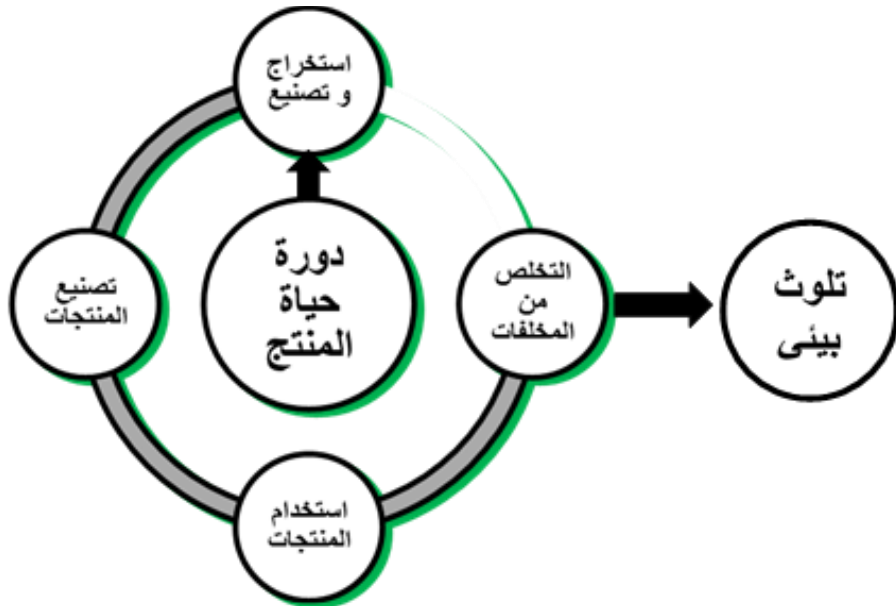 استخراج
و تصنيع
دورة
حياة
المنتج
تصنيع
المنتجات
استخدام
المنتجات
التخلص
من
المخلفات
تلوث
بيئى